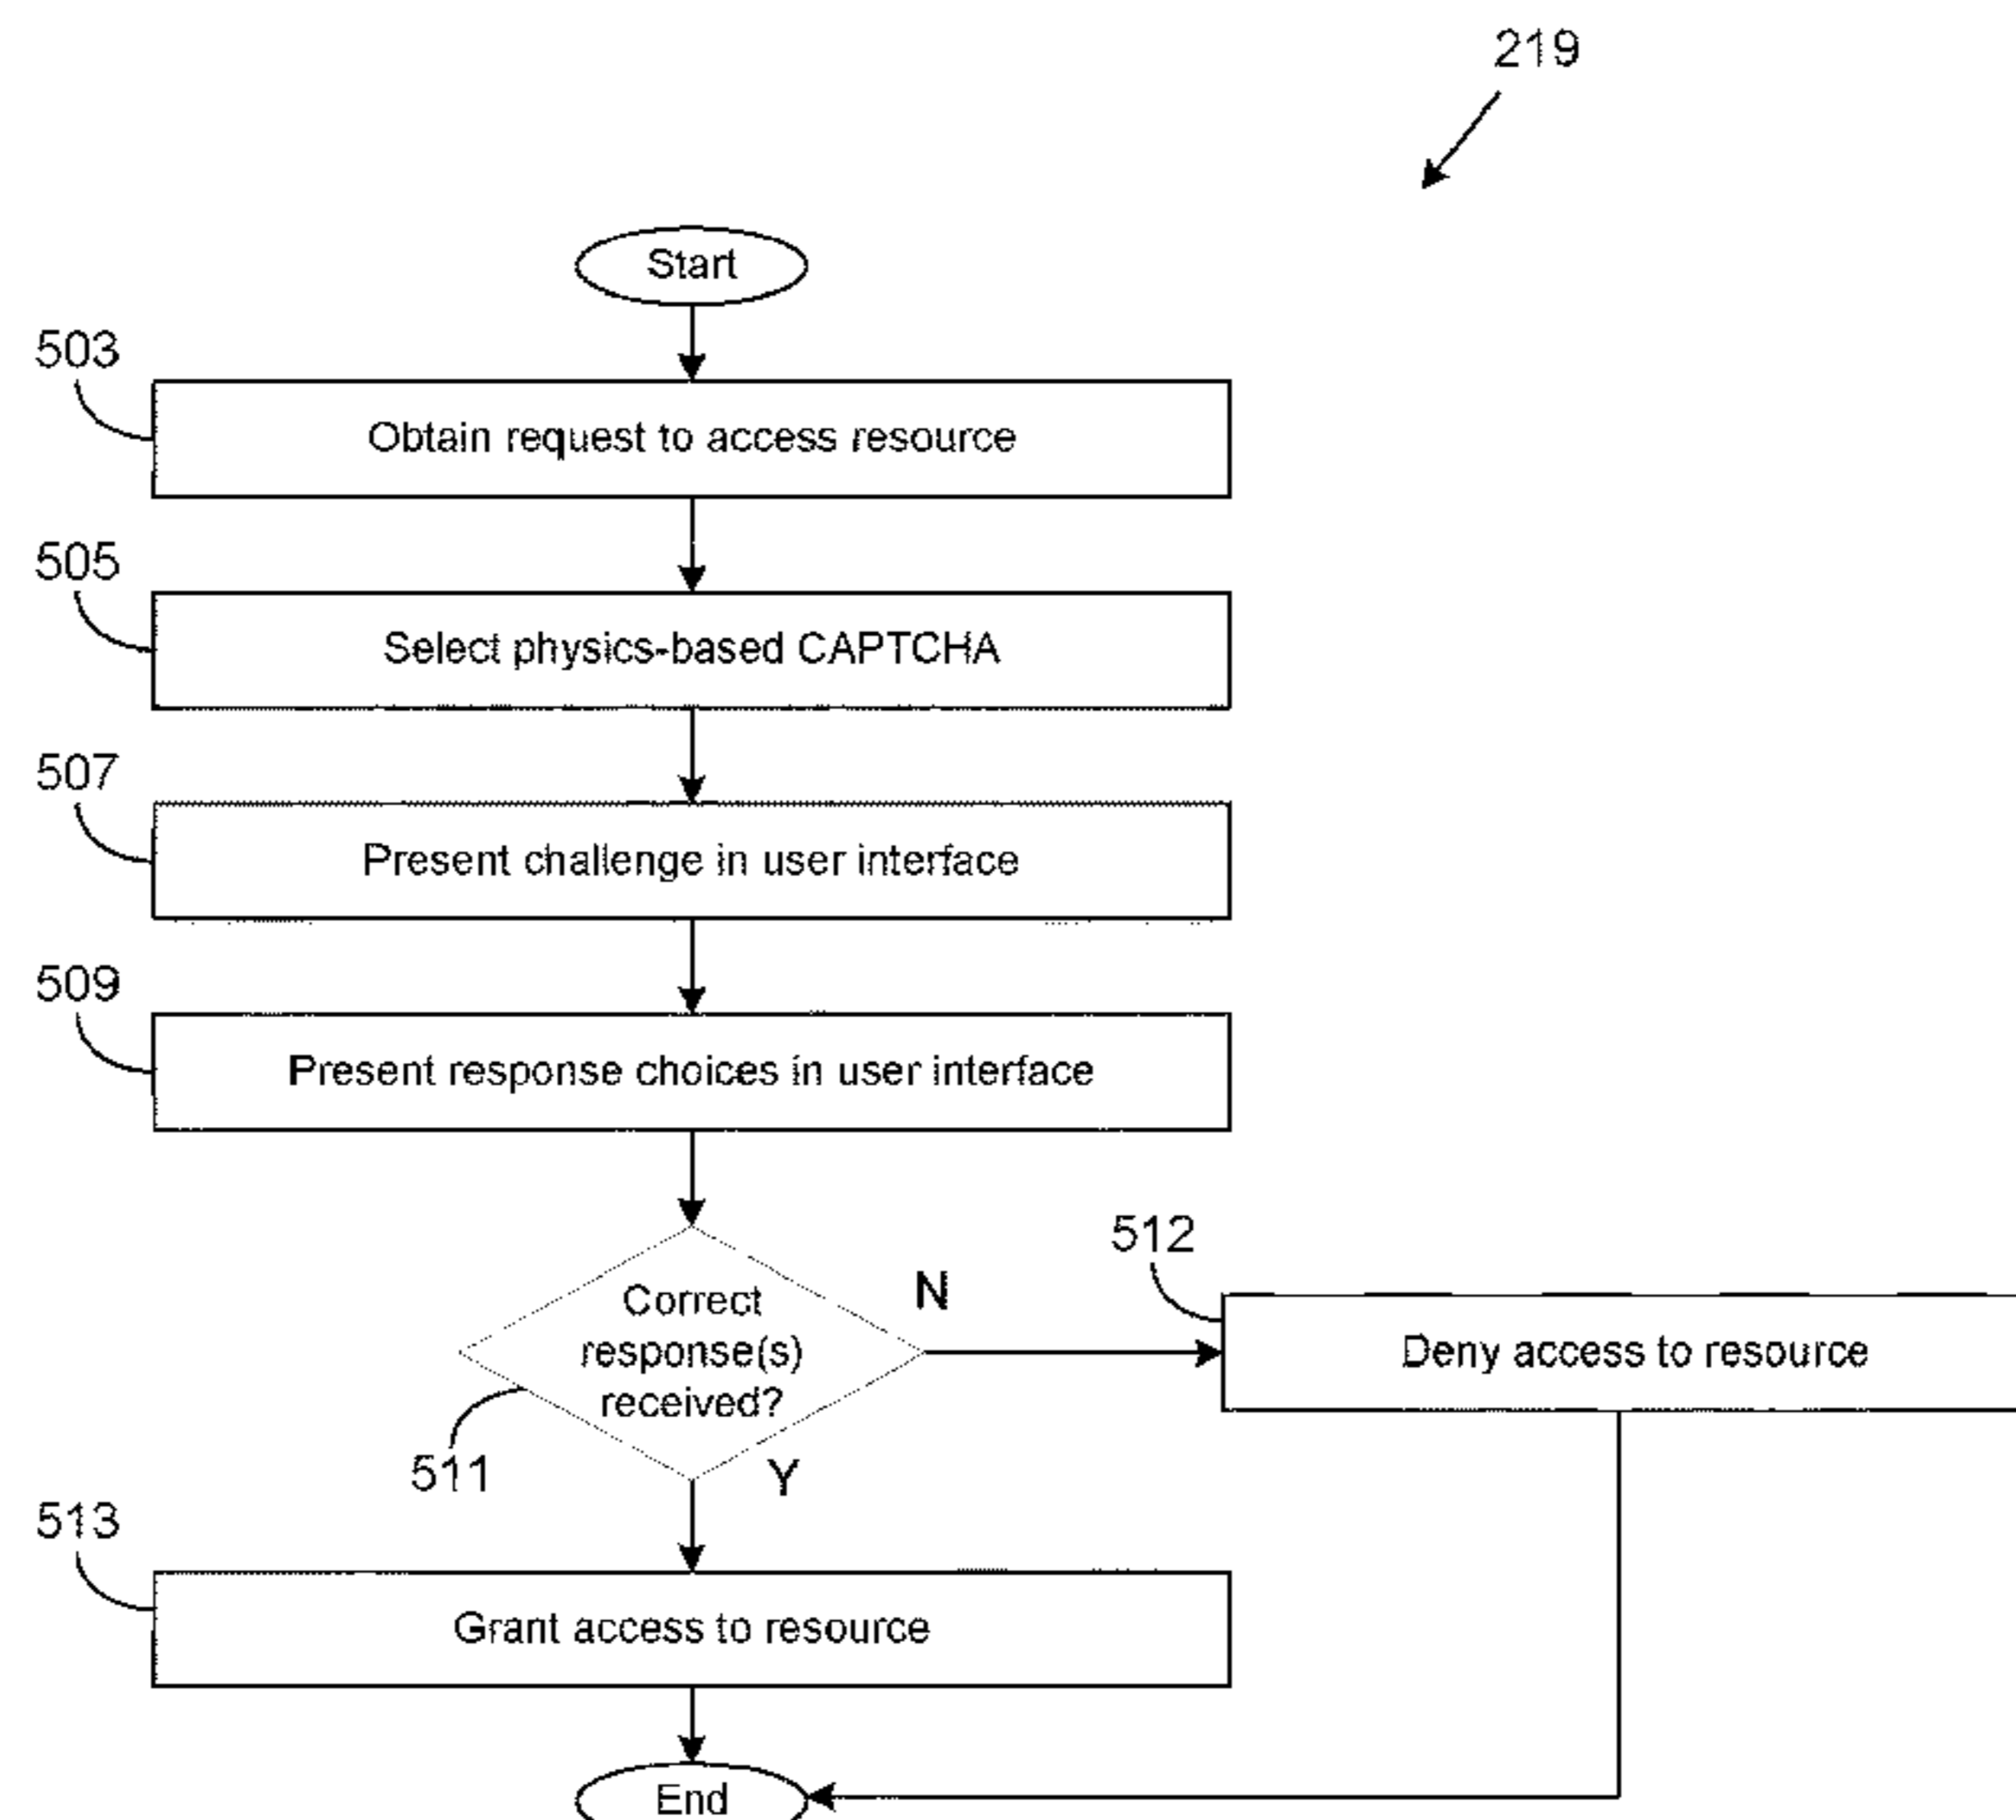 219
Start
503
Obtain request to access resource
505
Select physics-based CAPTCHA
507
Present challenge in user interface
509
Present response choices in user interface
512
N
Correct
response(s)
received?
Deny access to resource
511
Y
513
Grant access to resource
End